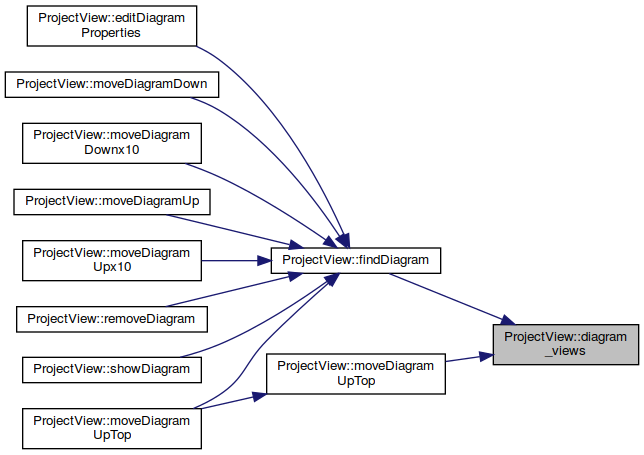 ProjectView::editDiagram
Properties
ProjectView::moveDiagramDown
ProjectView::moveDiagram
Downx10
ProjectView::moveDiagramUp
ProjectView::moveDiagram
Upx10
ProjectView::removeDiagram
ProjectView::showDiagram
ProjectView::moveDiagram
UpTop
ProjectView::findDiagram
ProjectView::moveDiagram
UpTop
ProjectView::diagram
_views